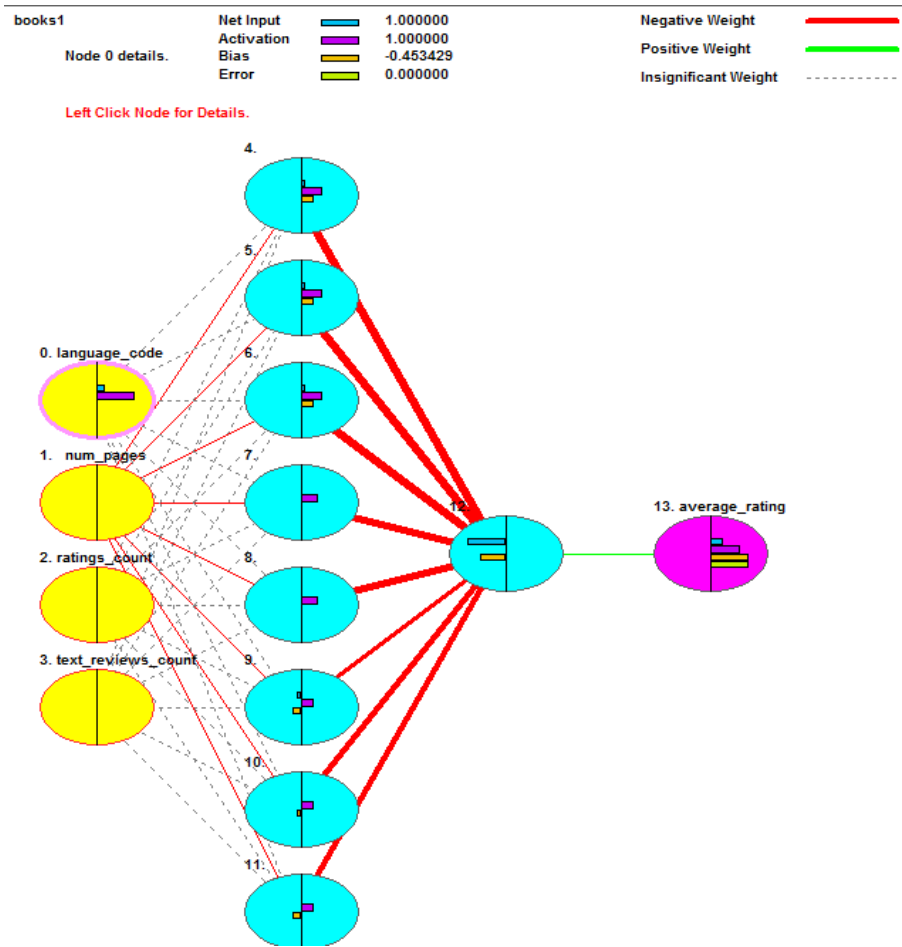 books1
Net Input 1.000000
Negative Weight
Activation 1.000000
Node 0 details.
Bias -0.453429
Positive Weight
Error 0.000000
Insignificant Weight
Left Click Node for Details.
4.
5.
6.
0. language_code
7.
1. num_pages
12.
13. average_rating
8.
2. ratings_count
9.
3. text_reviews_count
10.
11.